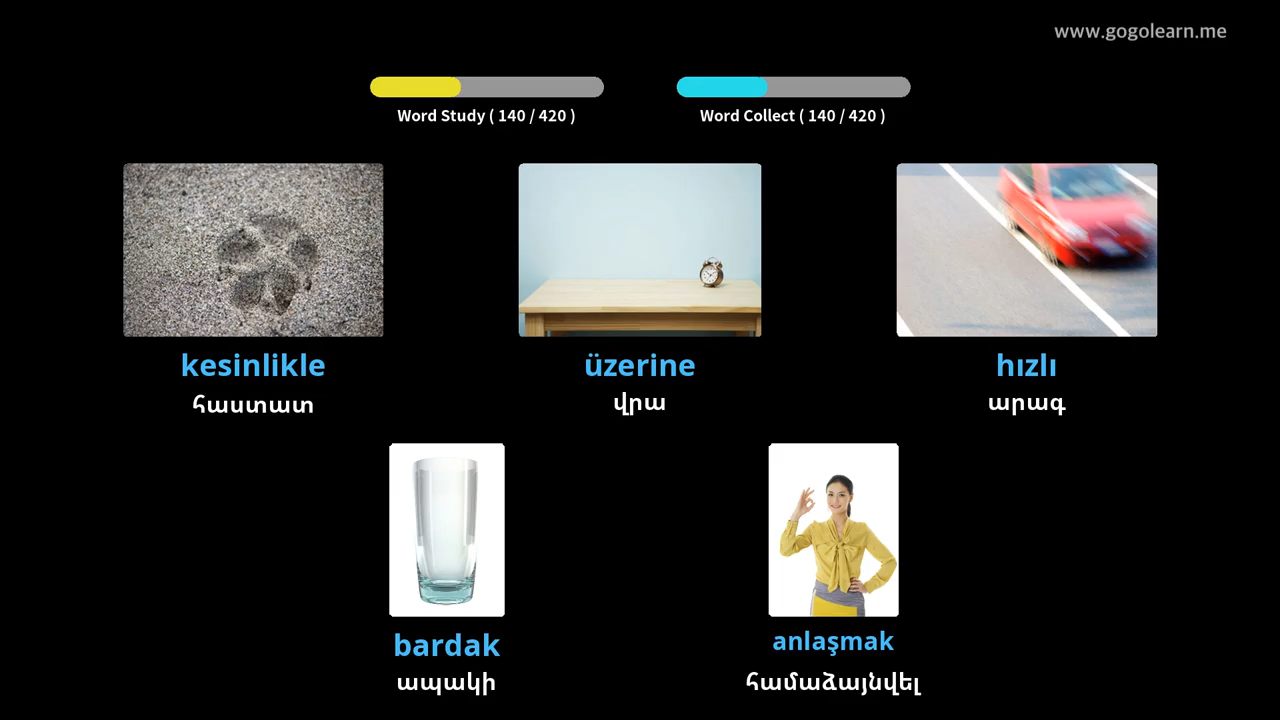 www.gogolearn.me
Word Study ( 140 / 420 )
Word Collect ( 140 / 420 )
kesinlikle
հաստատ
üzerine
վրա
hızlı
արագ
bardak
ապակի
anlaşmak
համաձայնվել